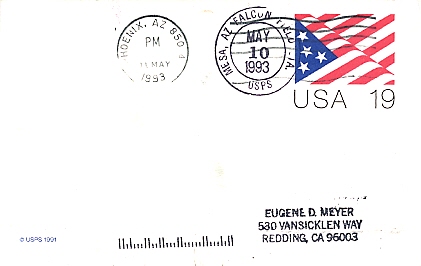 PHOENIX, AZ 850
PM
11 MAY
1993
MESA, AZ FALCON FIELD STA.
MAY
10
1993
USPS
USA 19
EUGENE D. MEYER
530 VANSICKLEN WAY
REDDING, CA 96003
© USPS 1991